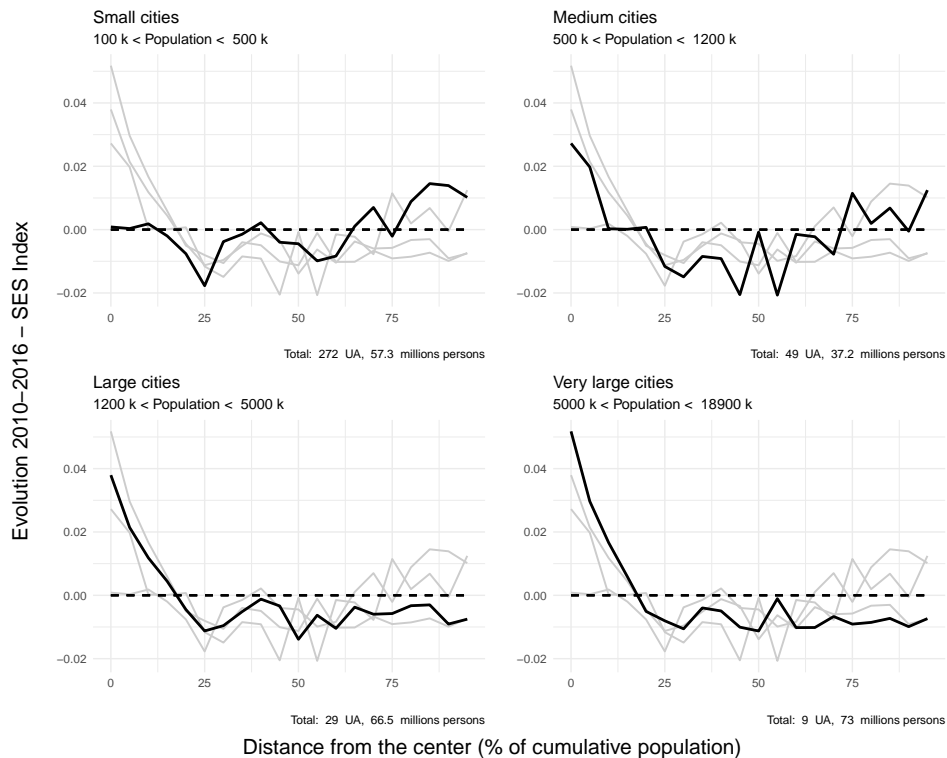 Small cities
100 k < Population <  500 k
0.04
0.02
0.00
−0.02
0
25
50
75
Total:  272  UA,  57.3  millions persons
Medium cities
500 k < Population <  1200 k
0.04
0.02
0.00
−0.02
0
25
50
75
Total:  49  UA,  37.2  millions persons
Large cities
1200 k < Population <  5000 k
0.04
0.02
0.00
−0.02
0
25
50
75
Total:  29  UA,  66.5  millions persons
Very large cities
5000 k < Population <  18900 k
0.04
0.02
0.00
−0.02
0
25
50
75
Total:  9  UA,  73  millions persons
Evolution 2010−2016 − SES Index
Distance from the center (% of cumulative population)